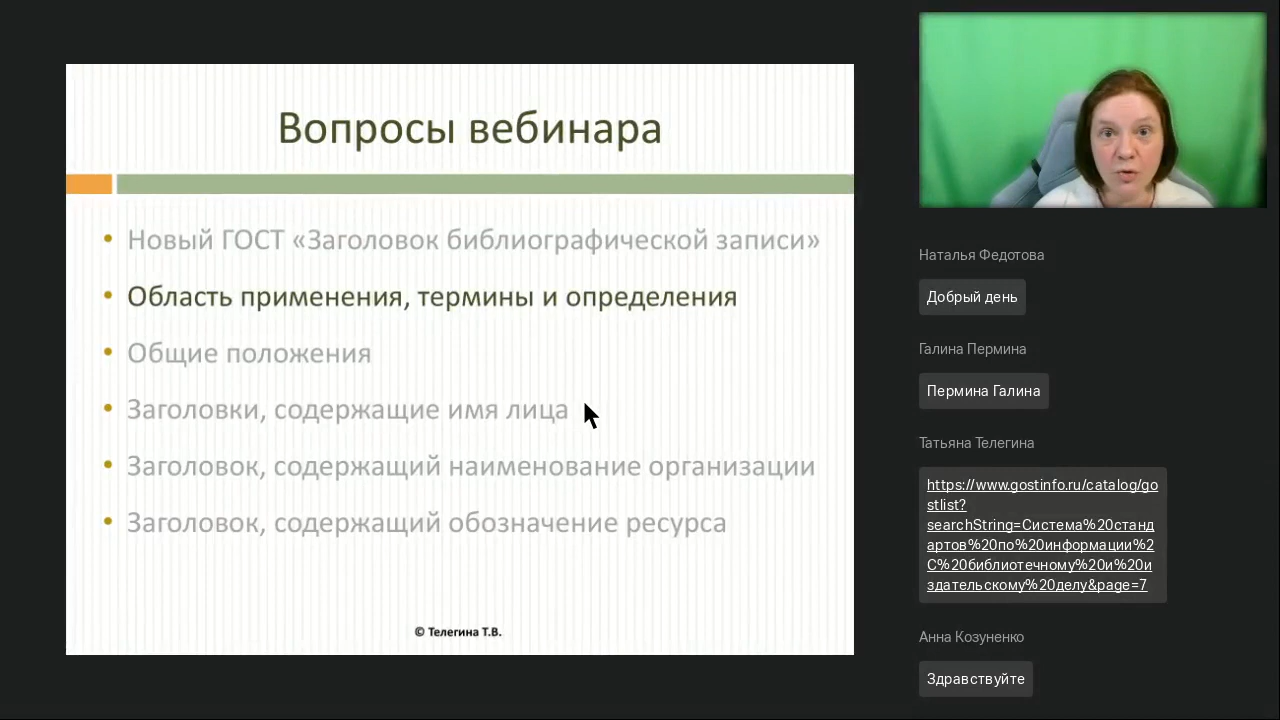 Вопросы вебинара
Новый ГОСТ «Заголовок библиографической записи»
Область применения, термины и определения
Общие положения
Заголовки, содержащие имя лица
Заголовок, содержащий наименование организации
Заголовок, содержащий обозначение ресурса
© Телегина Т.В.
Наталья Федотова
Добрый день
Галина Пермина
Пермина Галина
Татьяна Телегина
https://www.gostinfo.ru/catalog/go
stlist?
searchString=Система%20станд
артов%20по%20информации%2
C%20библиотечному%20и%20и
здательскому%20делу&page=7
Анна Козуненко
Здравствуйте